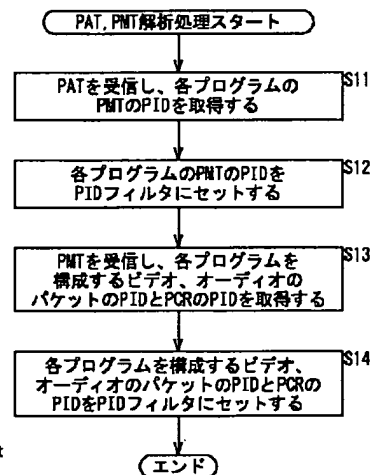 PAT,PMT解析処理スタート
S11
PATを受信し、各プログラムの
PMTのPIDを取得する
S12
各プログラムのPMTのPIDを
PIDフィルタにセットする
S13
PMTを受信し、各プログラムを
構成するビデオ、オーディオの
パケットのPIDとPCRのPIDを取得する
S14
各プログラムを構成するビデオ、
オーディオのパケットのPIDとPCRの
PIDをPIDフィルタにセットする
t
エンド